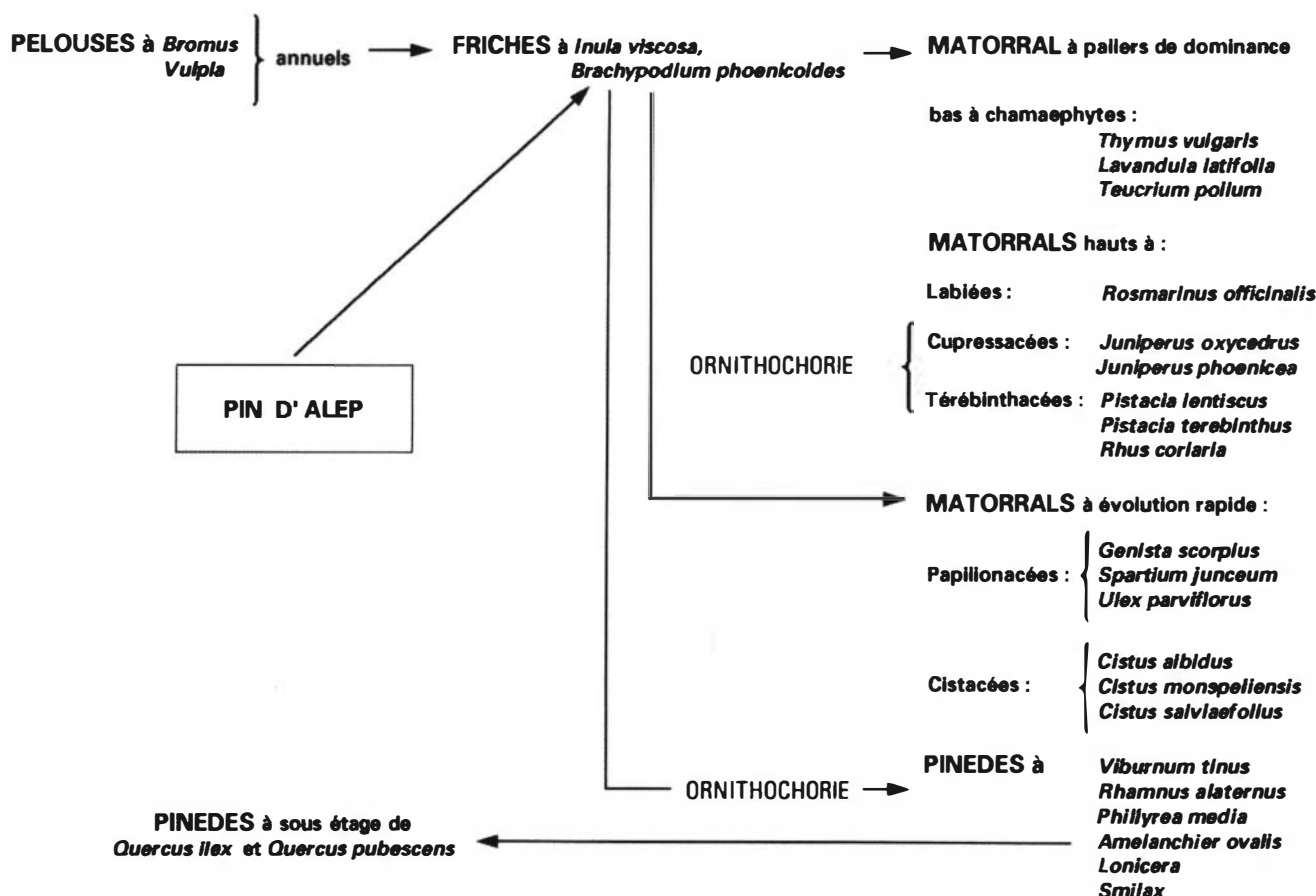 PELOUSES à Bromus
Vulpla
annuels
FRICHES à Inula viscosa,
Brachypodium phoenicoides
MATORRAL à paliers de dominance
bas à chamaephytes :
Thymus vulgaris
Lavandula latifolia
Teucrium polium
MATORRALS hauts à :
Labiées : Rosmarinus officinalis
ORNITHOCHORIE
Cupressacées : Juniperus oxycedrus
Juniperus phoenicea
Térébinthacées : Pistacia lentiscus
Pistacia terebinthus
Rhus coriaria
PIN D' ALEP
MATORRALS à évolution rapide :
Papilionacées :
Genista scorpius
Spartium junceum
Ulex parviflorus
Cistacées :
Cistus albidus
Cistus monspeliensis
Cistus salviaefolius
ORNITHOCHORIE
PINEDES à Viburnum tinus
Rhamnus alaternus
Phillyrea media
Amelanchier ovalis
Lonicera
Smilax
PINEDES à sous étage de
Quercus ilex et Quercus pubescens